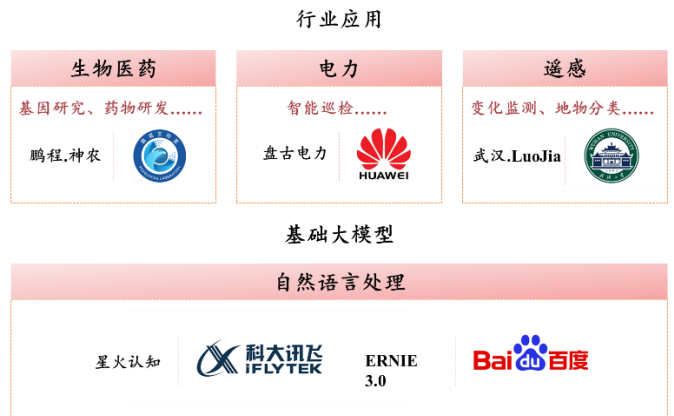 行业应用
生物医药
基因研究、药物研发……
鹏程.神农
电力
智能巡检……
盘古电力
HUAWEI
遥感
变化监测、地物分类……
武汉.LuoJia
WUHAN UNIVERSITY
基础大模型
自然语言处理
星火认知
科大讯飞
iFLYTEK
ERNIE
3.0
Bai du 百度